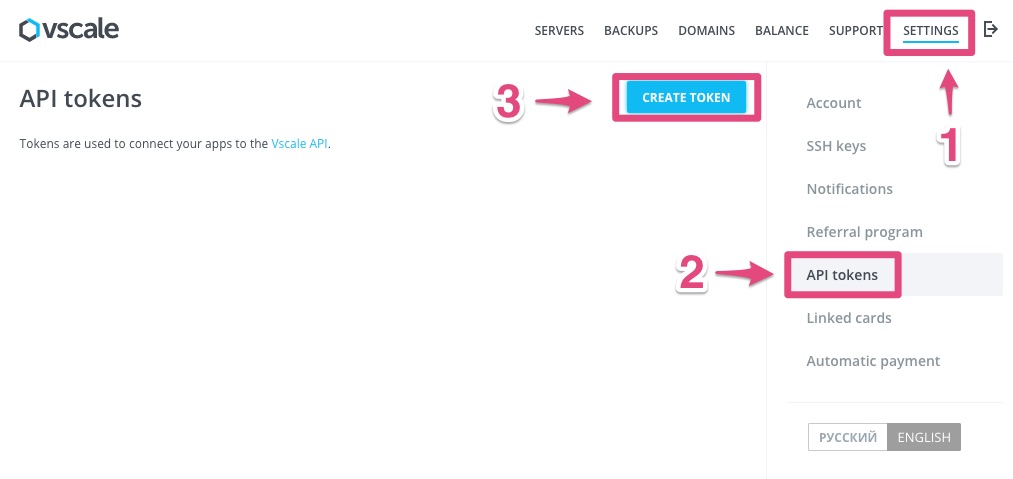 vscale
SERVERS BACKUPS DOMAINS BALANCE SUPPORT SETTINGS
API tokens
3
CREATE TOKEN
Tokens are used to connect your apps to the Vscale API.
1
Account
SSH keys
Notifications
Referral program
2
API tokens
Linked cards
Automatic payment
РУССКИЙ ENGLISH